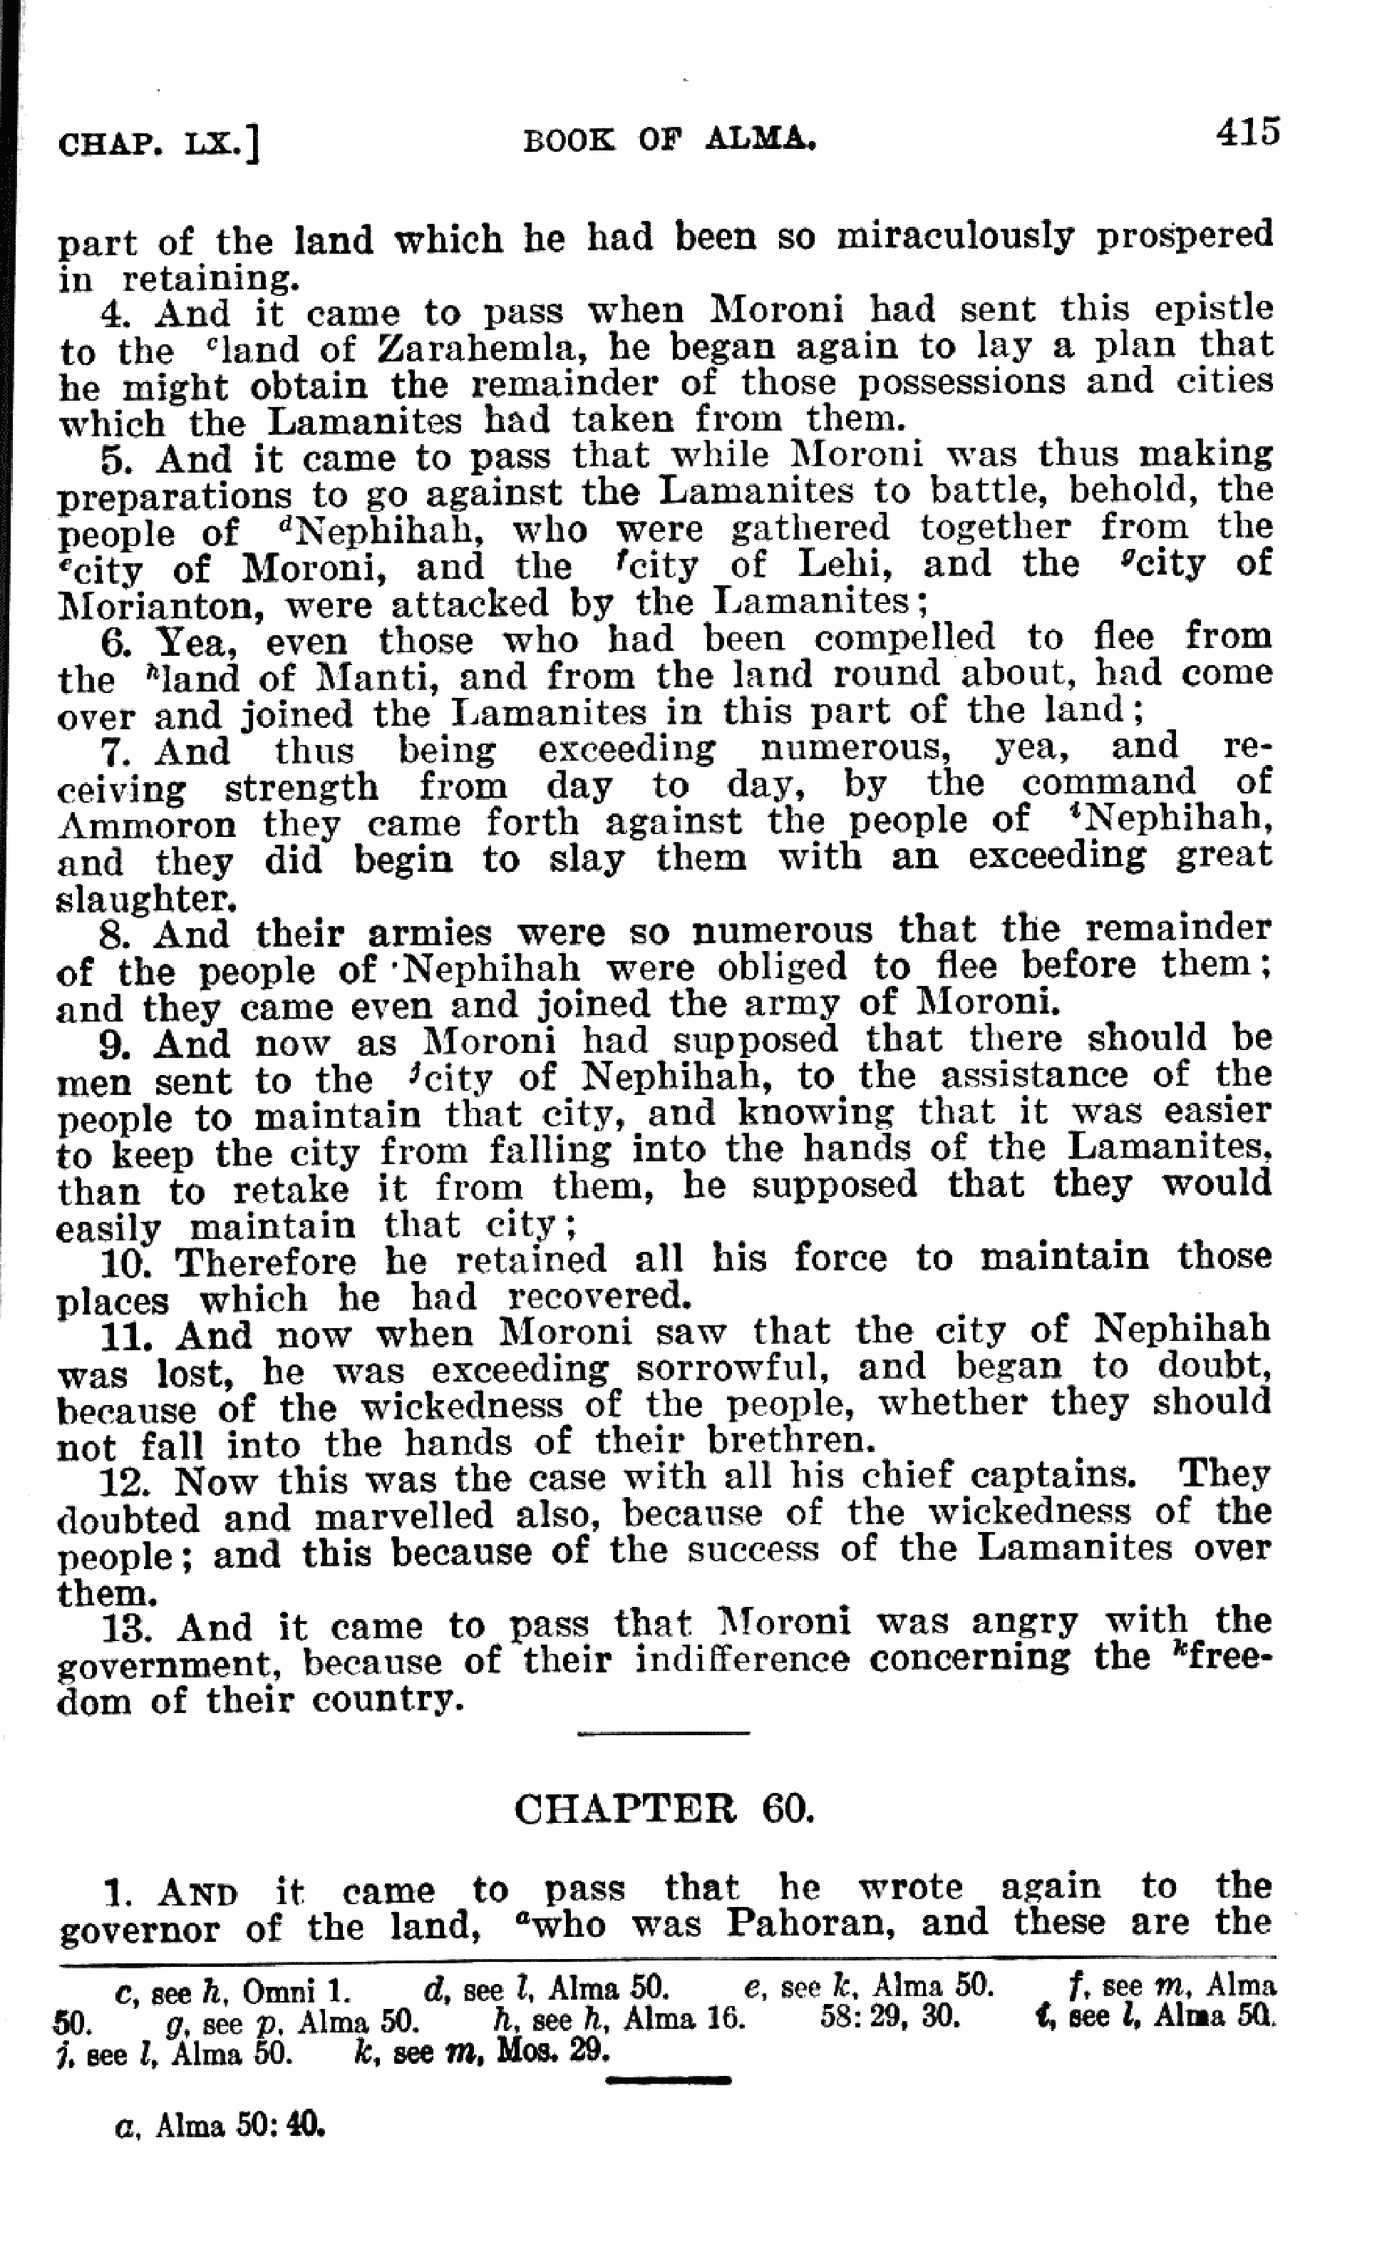 CHAP. LX.] BOOK OF ALMA. 415
part of the land which he had been so miraculously prospered
in retaining.
4. And it came to pass when Moroni had sent this epistle
to the cland of Zarahemla, he began again to lay a plan that
he might obtain the remainder of those possessions and cities
which the Lamanites had taken from them.
5. And it came to pass that while Moroni was thus making
preparations to go against the Lamanites to battle, behold, the
people of dNephihah, who were gathered together from the
ecity of Moroni, and the fcity of Lehi, and the gcity of
Morianton, were attacked by the Lamanites;
6. Yea, even those who had been compelled to flee from
the hland of Manti, and from the land round about, had come
over and joined the Lamanites in this part of the land;
7. And thus being exceeding numerous, yea, and re-
ceiving strength from day to day, by the command of
Ammoron they came forth against the people of iNephihah,
and they did begin to slay them with an exceeding great
slaughter.
8. And their armies were so numerous that the remainder
of the people of Nephihah were obliged to flee before them;
and they came even and joined the army of Moroni.
9. And now as Moroni had supposed that there should be
men sent to the jcity of Nephihah, to the assistance of the
people to maintain that city, and knowing that it was easier
to keep the city from falling into the hands of the Lamanites,
than to retake it from them, he supposed that they would
easily maintain that city;
10. Therefore he retained all his force to maintain those
places which he had recovered.
11. And now when Moroni saw that the city of Nephihah
was lost, he was exceeding sorrowful, and began to doubt,
because of the wickedness of the people, whether they should
not fall into the hands of their brethren.
12. Now this was the case with all his chief captains. They
doubted and marvelled also, because of the wickedness of the
people; and this because of the success of the Lamanites over
them.
13. And it came to pass that Moroni was angry with the
government, because of their indifference concerning the kfree-
dom of their country.
CHAPTER 60.
1. AND it came to pass that he wrote again to the
governor of the land, awho was Pahoran, and these are the
c, see h, Omni 1. d, see l, Alma 50. e, see k, Alma 50. f, see m, Alma
50. g, see p, Alma 50. h, see h, Alma 16. 58:29, 30. i, see l, Alma 50.
j, see l, Alma 50. k, see m, Mos. 29.
a, Alma 50:40.